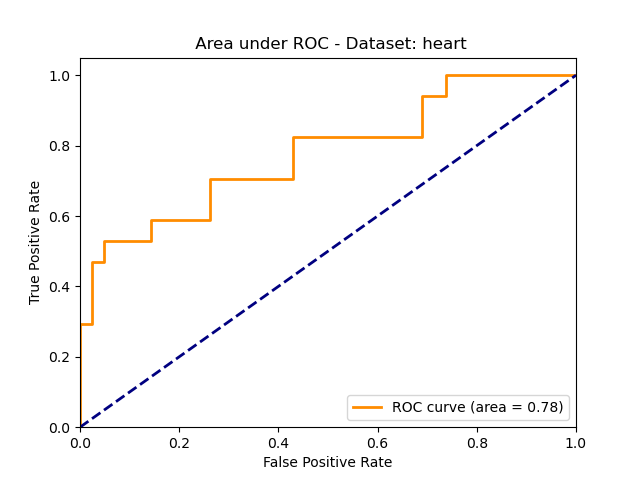 Area under ROC - Dataset: heart
True Positive Rate
1.0
0.8
0.6
0.4
0.2
0.0
0.0 0.2 0.4 0.6 0.8 1.0
False Positive Rate
ROC curve (area = 0.78)